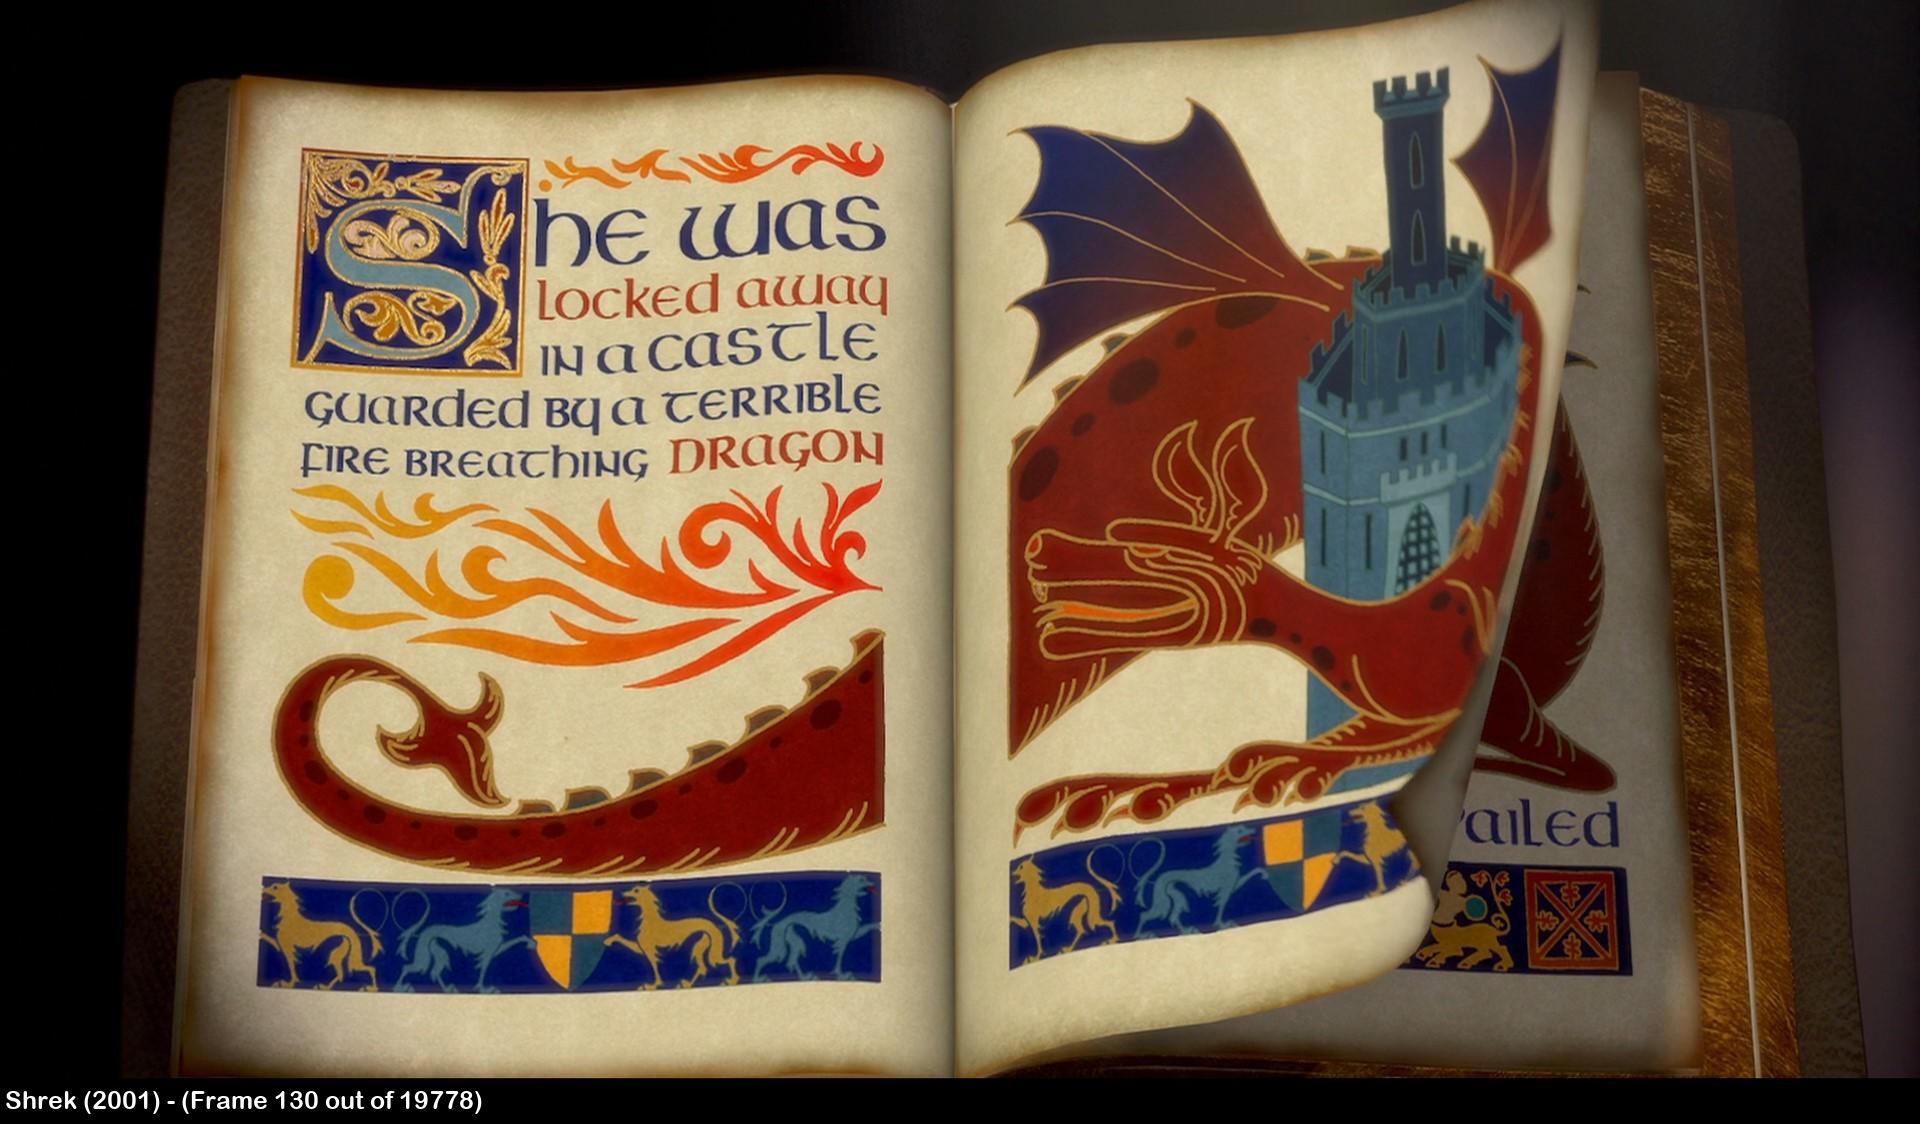 She was
locked away
in a castle
guarded by a terrible
fire breathing dragon
ailed
Shrek (2001) - (Frame 130 out of 19778)